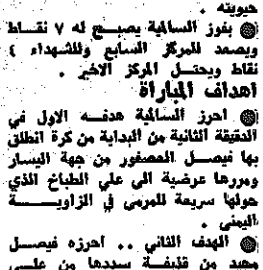 حيويته .
● بفوز السالمية يصبح له ٧ نقاط
ويصعد للمركز السابع وللشهداء ٤
نقاط ويحتل المركز الاخير .
اهداف المباراة
● احرز السالمية هدفه الاول في
الدقيقة الثانية من البداية من كرة انطلق
بها فيصل العصفور من جهة اليسار
ومررها عرضية الى علي الطباخ الذي
حولها سريعة للمرمى في الزاوية
اليمنى .
● الهدف الثاني .. احرزه فيصل
من قذيفة سددها من على